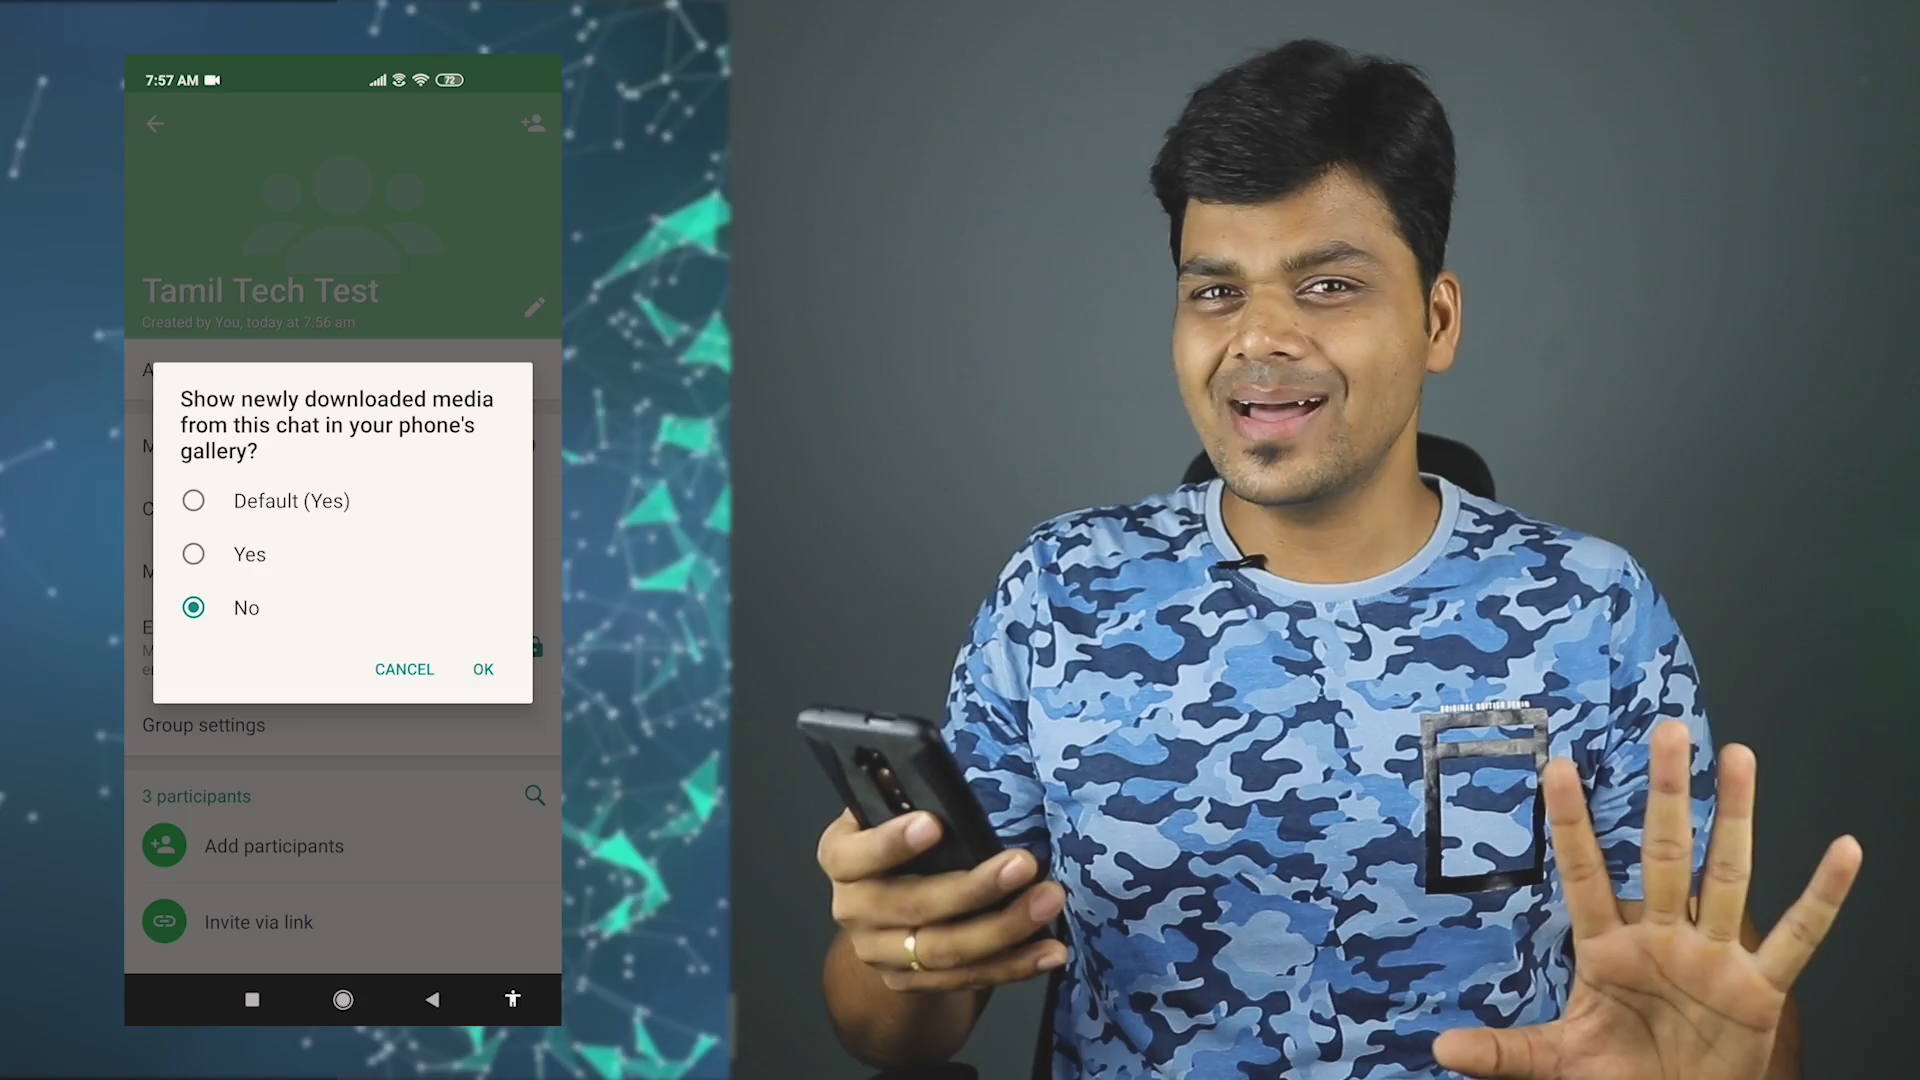 7:57 AM
72
Tamil Tech Test
Created by You, today at 7:56 am
A
M
Show newly downloaded media
from this chat in your phone's
gallery?
C
Default (Yes)
M
Yes
No
E
M
en
CANCEL OK
Group settings
3 participants
Add participants
Invite via link